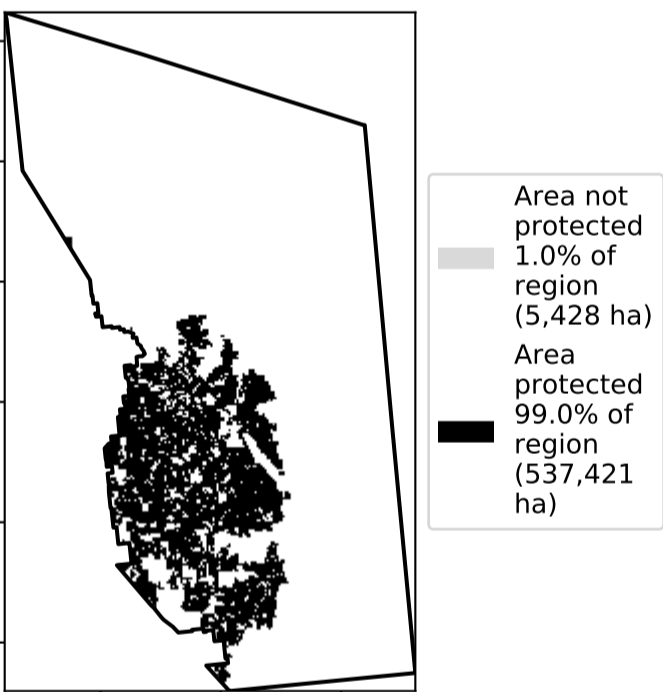 Area not
protected
1.0% of
region
(5,428 ha)
Area
protected
99.0% of
region
(537,421
ha)